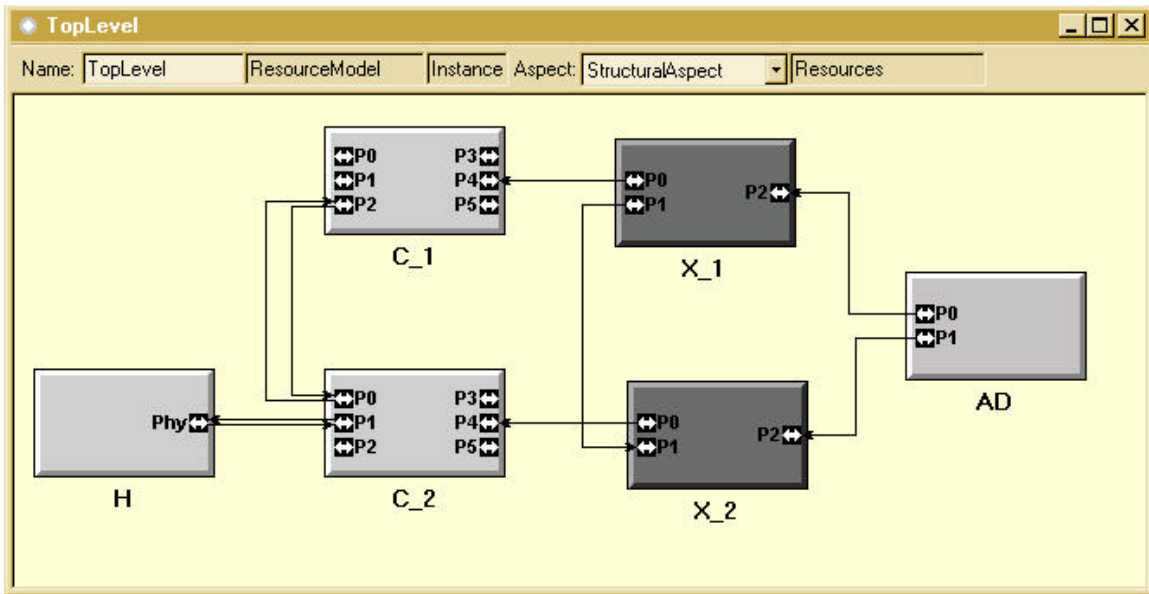 TopLevel
Name: TopLevel ResourceModel Instance Aspect: StructuralAspect Resources
P0 P3
P1 P4
P2 P5
C_1
P0 P2
P1
X_1
P0
P1
AD
Phy
H
P0 P3
P1 P4
P2 P5
C_2
P0 P2
P1
X_2